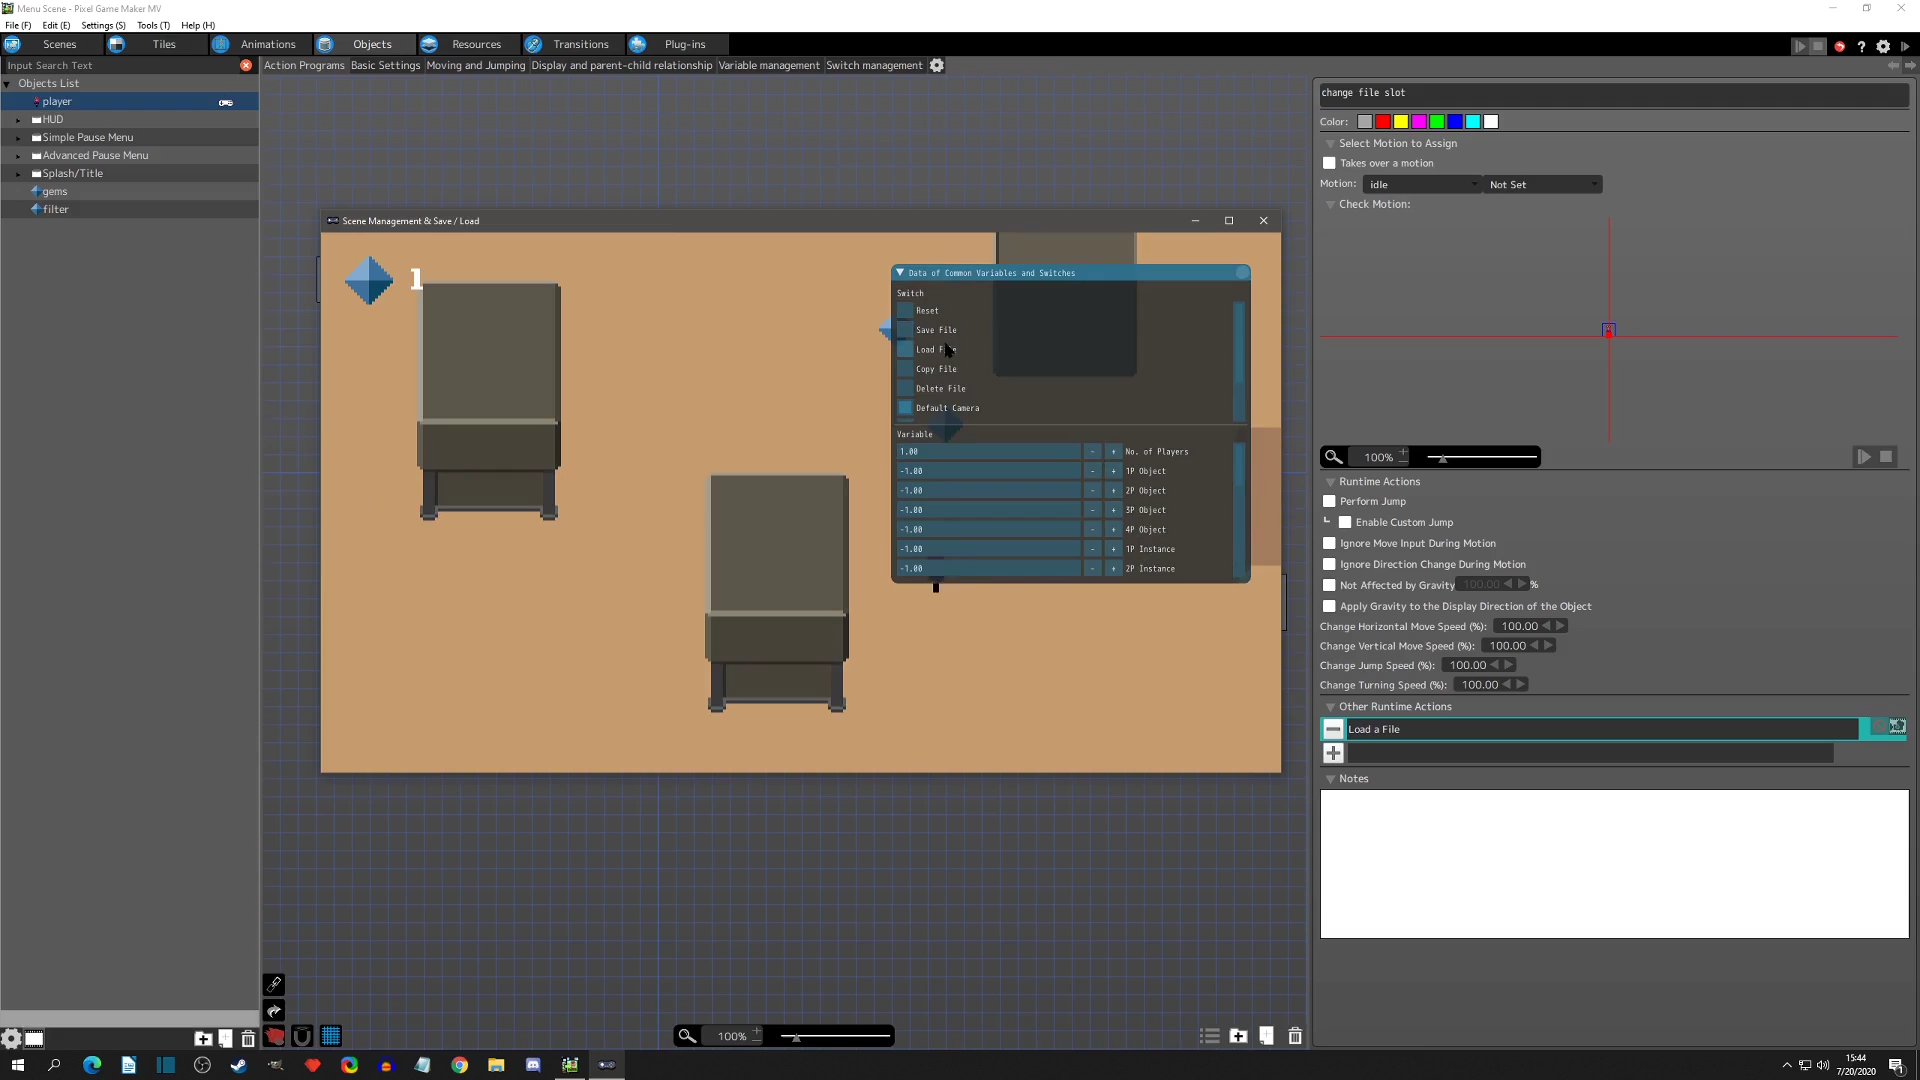 Menu Scene - Pixel Game Maker MV
File (F) Edit (E) Settings (S) Tools (T) Help (H)
Scenes Tiles Animations Objects Resources Transitions Plug-ins
Input Search Text
Action Programs Basic Settings Moving and Jumping Display and parent-child relationship Variable management Switch management
Objects List
player
HUD
Simple Pause Menu
Advanced Pause Menu
Splash/Title
gems
filter
Scene Management & Save / Load
1
Data of Common Variables and Switches
Switch
Reset
Save File
Load File
Copy File
Delete File
Default Camera
Variable
1.00 - + No. of Players
-1.00 - + 1P Object
-1.00 - + 2P Object
-1.00 - + 3P Object
-1.00 - + 4P Object
-1.00 - + 1P Instance
-1.00 - + 2P Instance
100%
change file slot
Color:
Select Motion to Assign
Takes over a motion
Motion: idle Not Set
Check Motion:
100%
Runtime Actions
Perform Jump
Enable Custom Jump
Ignore Move Input During Motion
Ignore Direction Change During Motion
Not Affected by Gravity 100.00 %
Apply Gravity to the Display Direction of the Object
Change Horizontal Move Speed (%): 100.00
Change Vertical Move Speed (%): 100.00
Change Jump Speed (%): 100.00
Change Turning Speed (%): 100.00
Other Runtime Actions
Load a File
Notes
15:44
7/20/2020